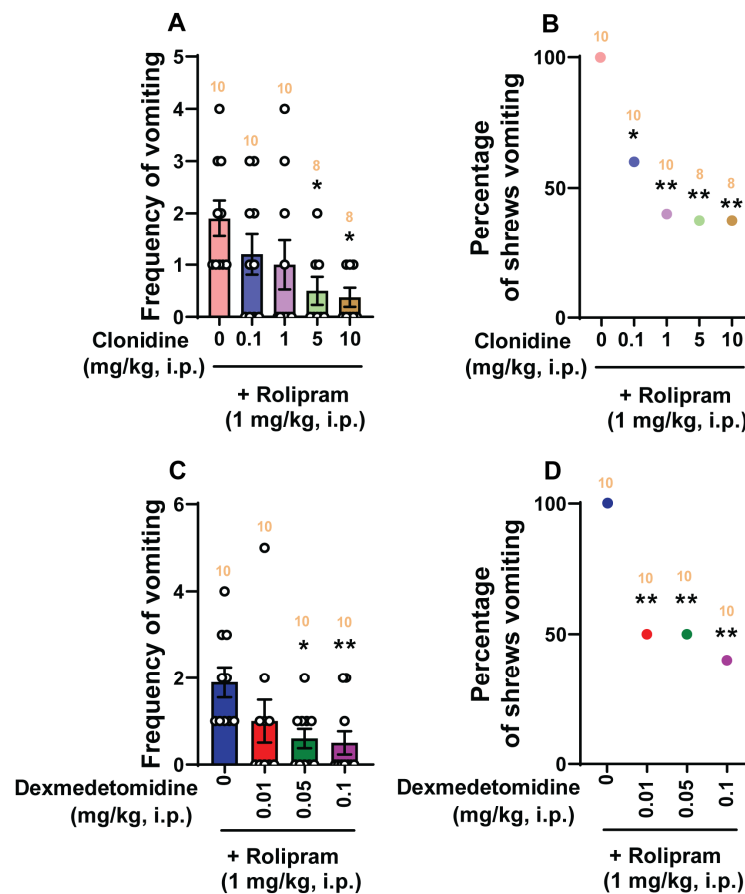 A
Frequency of vomiting
5
4
3
2
1
0
10
10
10
8
*
8
*
Clonidine
(mg/kg, i.p.)
0 0.1 1 5 10
+ Rolipram
(1 mg/kg, i.p.)
B
Percentage
of shrews vomiting
100
50
0
10
10
*
10
**
8
**
8
**
Clonidine
(mg/kg, i.p.)
0 0.1 1 5 10
+ Rolipram
(1 mg/kg, i.p.)
C
Frequency of vomiting
6
4
2
0
10
10
10
*
10
**
Dexmedetomidine
(mg/kg, i.p.)
0 0.01 0.05 0.1
+ Rolipram
(1 mg/kg, i.p.)
D
Percentage
of shrews vomiting
100
50
0
10
10
**
10
**
10
**
Dexmedetomidine
(mg/kg, i.p.)
0 0.01 0.05 0.1
+ Rolipram
(1 mg/kg, i.p.)